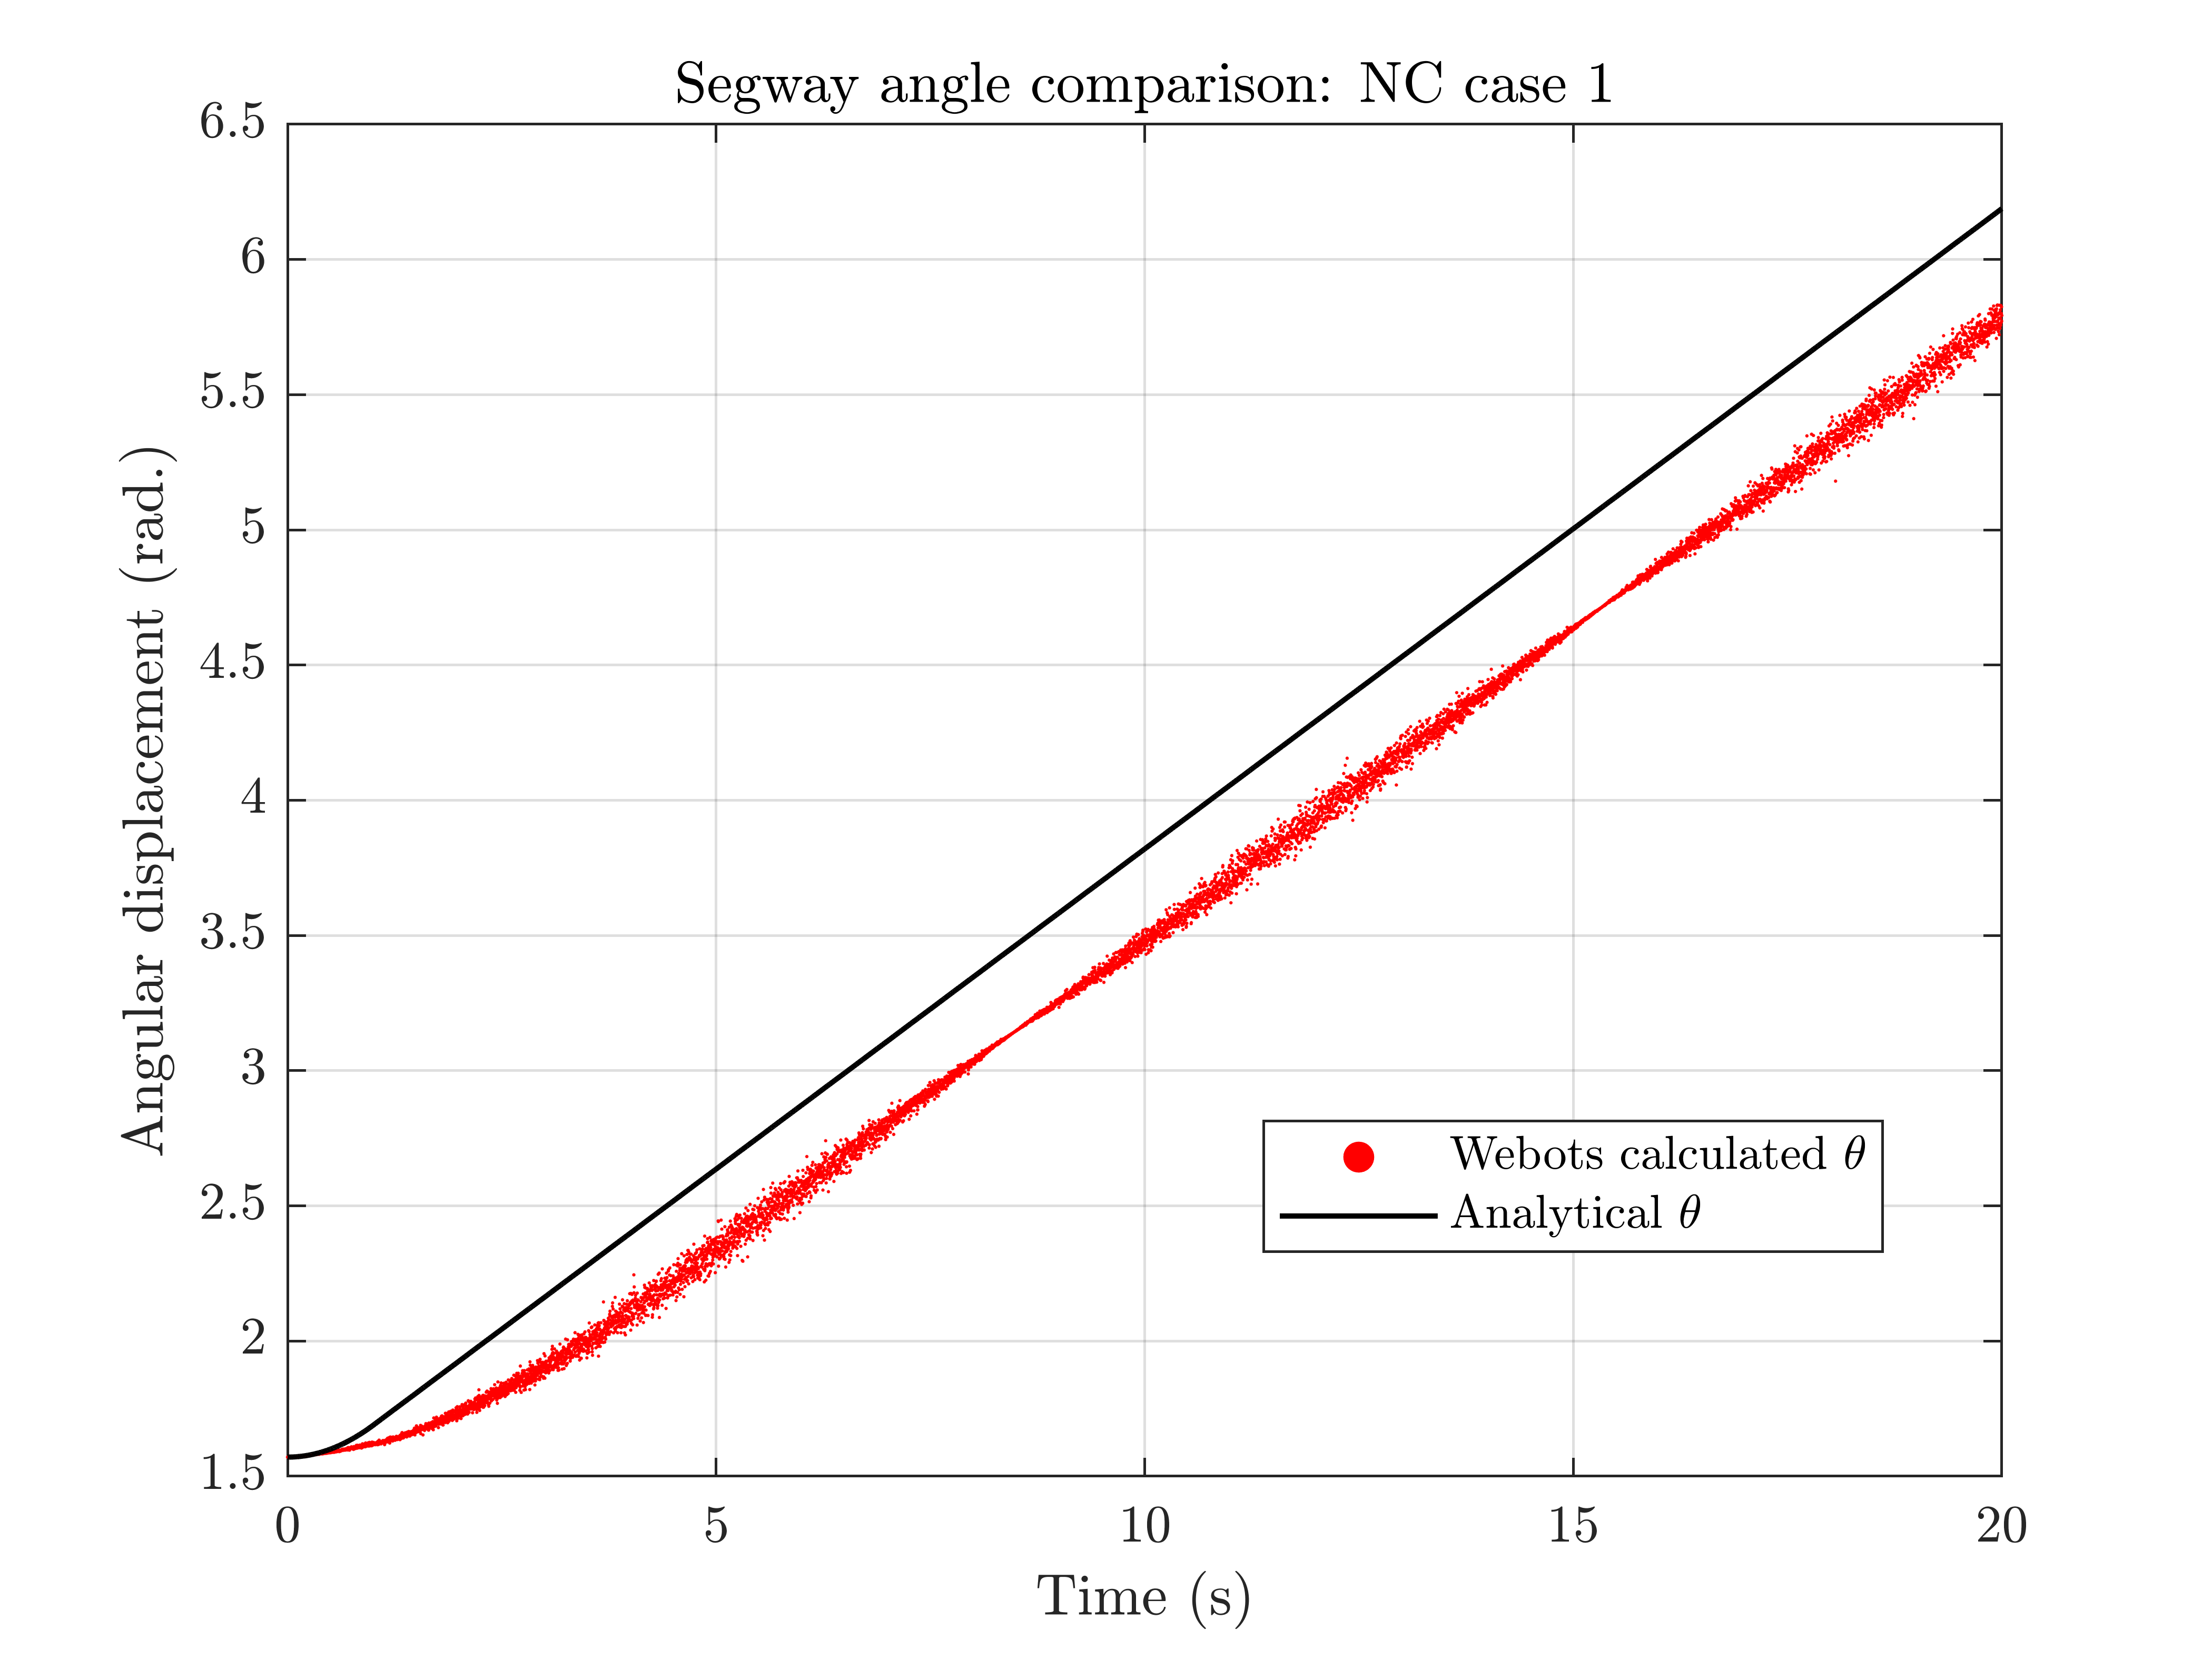 Segway angle comparison: NC case 1
6.5
6
5.5
5
4.5
4
3.5
3
2.5
2
1.5
Angular displacement (rad.)
Webots calculated θ
Analytical θ
0 5 10 15 20
Time (s)